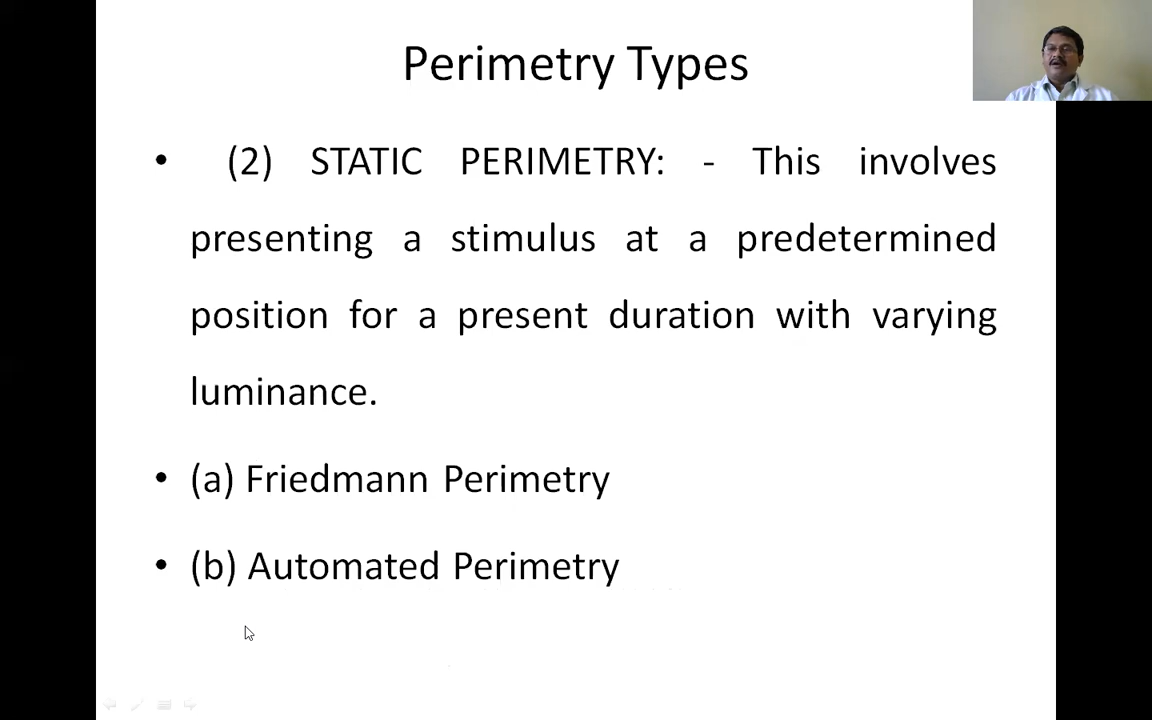 Perimetry Types
• (2) STATIC PERIMETRY: - This involves
presenting a stimulus at a predetermined
position for a present duration with varying
luminance.
• (a) Friedmann Perimetry
• (b) Automated Perimetry